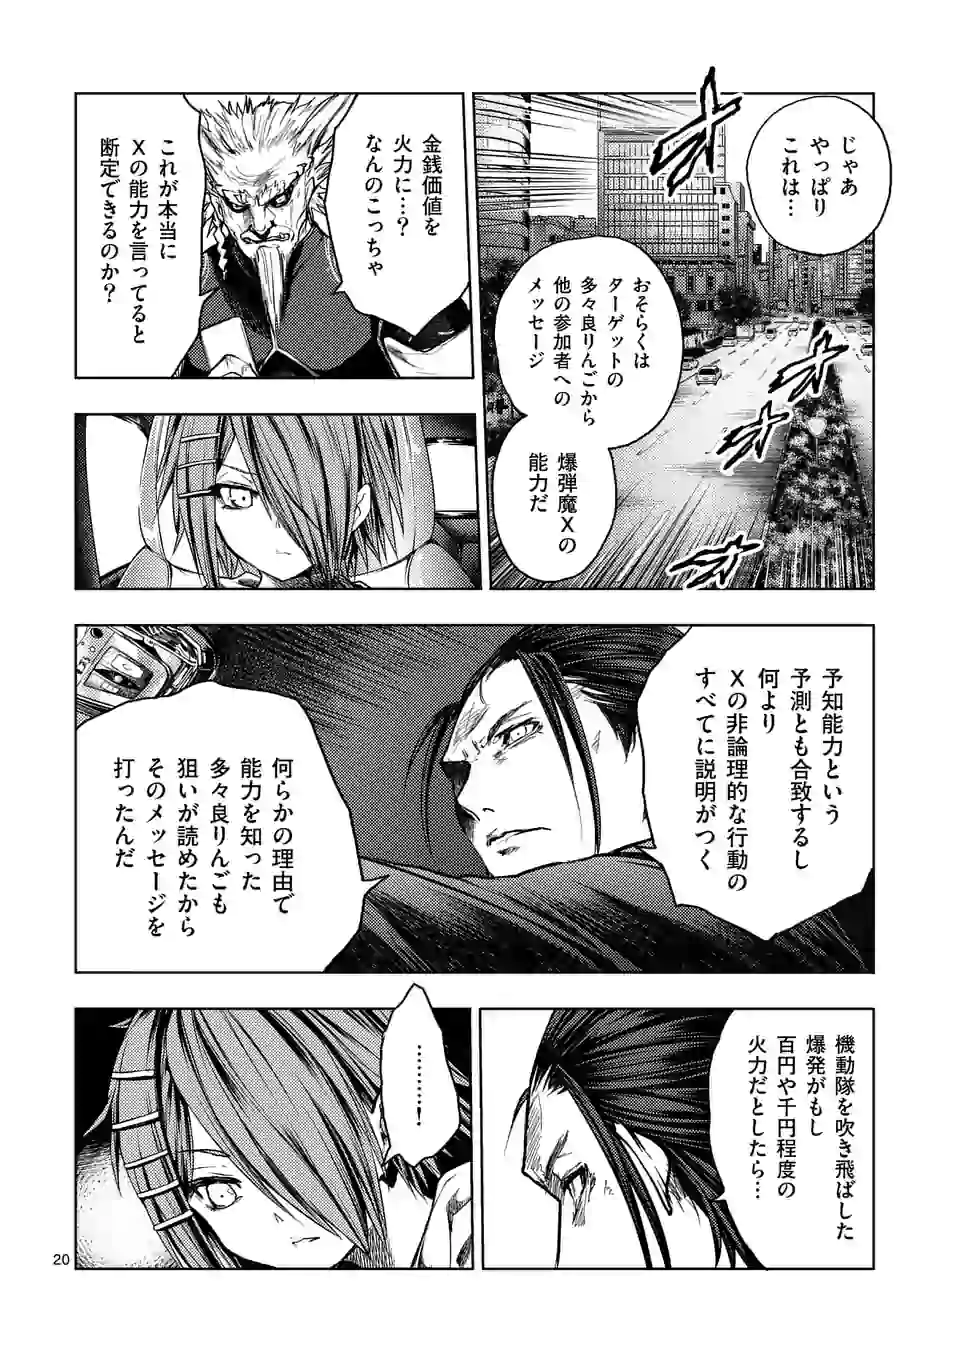 じゃあ
やっぱり
これは…
おそらくは
ターゲットの
多々良りんごから
他の参加者への
メッセージ
爆弾魔Xの
能力だ
金銭価値を
火力に…?
なんのこっちゃ
これが本当に
Xの能力を言ってると
断定できるのか?
予知能力という
予測とも合致するし
何より
Xの非論理的な行動の
すべてに説明がつく
何らかの理由で
能力を知った
多々良りんごも
狙いが読めたから
そのメッセージを
打ったんだ
機動隊を吹き飛ばした
爆発がもし
百円や千円程度の
火力だとしたら…
………!
20